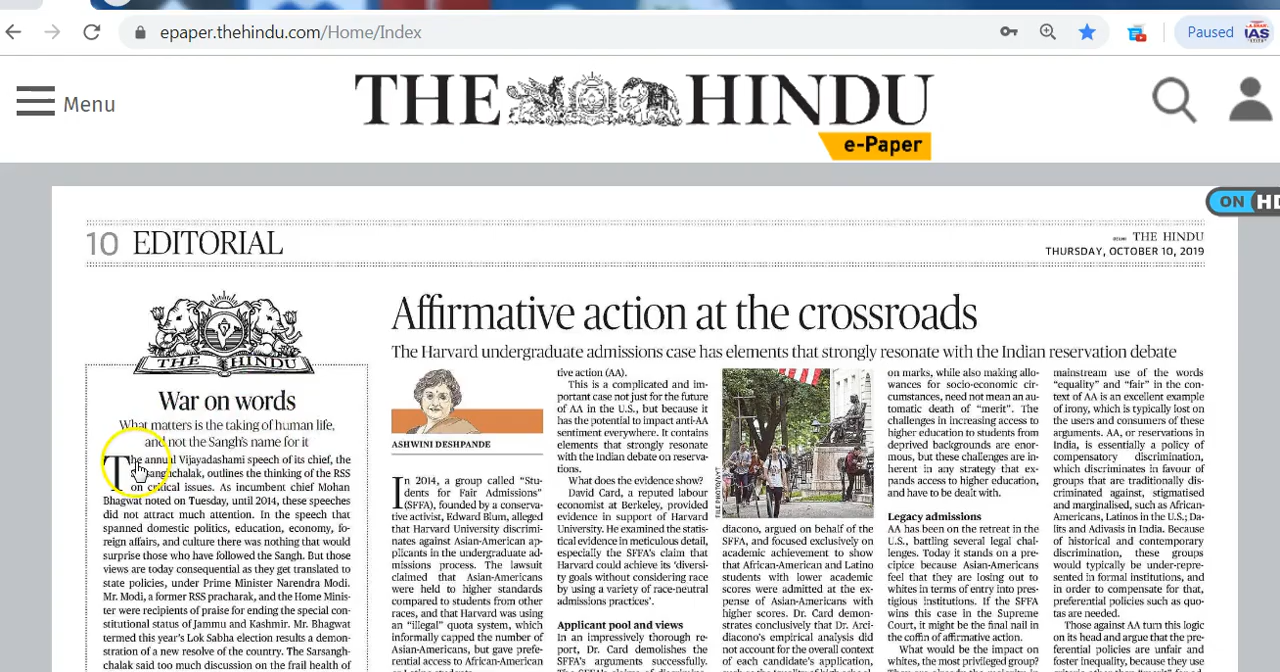 epaper.thehindu.com/Home/Index
Paused
IAS
Menu
THE HINDU
e-Paper
ON HD
10 EDITORIAL
THE HINDU
THURSDAY, OCTOBER 10, 2019
THE HINDU
War on words
What matters is the taking of human life,
and not the Sangh's name for it
The annual Vijayadashami speech of its chief, the
Sarsanghchalak, outlines the thinking of the RSS
on critical issues. As incumbent chief Mohan
Bhagwat noted on Tuesday, until 2014, these speeches
did not attract much attention. In the speech that
spanned domestic politics, education, economy, fo-
reign affairs, and culture there was nothing that would
surprise those who have followed the Sangh. But those
views are today consequential as they get translated to
state policies, under Prime Minister Narendra Modi.
Mr. Modi, a former RSS pracharak, and the Home Minis-
ter were recipients of praise for ending the special con-
stitutional status of Jammu and Kashmir. Mr. Bhagwat
termed this year's Lok Sabha election results a demon-
stration of a new resolve of the country. The Sarsangh-
chalak said too much discussion on the frail health of
Affirmative action at the crossroads
The Harvard undergraduate admissions case has elements that strongly resonate with the Indian reservation debate
ASHWINI DESHPANDE
In 2014, a group called "Stu-
dents for Fair Admissions"
(SFFA), founded by a conserva-
tive activist, Edward Blum, alleged
that Harvard University discrimi-
nates against Asian-American ap-
plicants in the undergraduate ad-
missions process. The lawsuit
claimed that Asian-Americans
were held to higher standards
compared to students from other
races, and that Harvard was using
an "illegal" quota system, which
informally capped the number of
Asian-Americans, but gave prefe-
rential access to African-American
and Latino students.
tive action (AA).
This is a complicated and im-
portant case not just for the future
of AA in the U.S., but because it
has the potential to impact anti-AA
sentiment everywhere. It contains
elements that strongly resonate
with the Indian debate on reserva-
tions.
What does the evidence show?
David Card, a reputed labour
economist at Berkeley, provided
evidence in support of Harvard
University. He examined the statis-
tical evidence in meticulous detail,
especially the SFFA's claim that
Harvard could achieve its 'diversi-
ty goals without considering race
by using a variety of race-neutral
admissions practices'.
Applicant pool and views
In an impressively thorough re-
port, Dr. Card demolishes the
SFFA's arguments successfully.
FILE PHOTO/NYT
diacono, argued on behalf of the
SFFA, and focused exclusively on
academic achievement to show
that African-American and Latino
students with lower academic
scores were admitted at the ex-
pense of Asian-Americans with
higher scores. Dr. Card demon-
strates conclusively that Dr. Arci-
diacono's empirical analysis did
not account for the overall context
of each candidate's application,
on marks, while also making allo-
wances for socio-economic cir-
cumstances, need not mean an au-
tomatic death of "merit". The
challenges in increasing access to
higher education to students from
deprived backgrounds are enor-
mous, but these challenges are in-
herent in any strategy that ex-
pands access to higher education,
and have to be dealt with.
Legacy admissions
AA has been on the retreat in the
U.S., battling several legal chal-
lenges. Today it stands on a pre-
cipice because Asian-Americans
feel that they are losing out to
whites in terms of entry into pres-
tigious institutions. If the SFFA
wins this case in the Supreme
Court, it might be the final nail in
the coffin of affirmative action.
What would be the impact on
whites, the most privileged group?
mainstream use of the words
"equality" and "fair" in the con-
text of AA is an excellent example
of irony, which is typically lost on
the users and consumers of these
arguments. AA, or reservations in
India, is essentially a policy of
compensatory discrimination,
which discriminates in favour of
groups that are traditionally dis-
criminated against, stigmatised
and marginalised, such as African-
Americans, Latinos in the U.S.; Da-
lits and Adivasis in India. Because
of historical and contemporary
discrimination, these groups
would typically be under-repre-
sented in formal institutions, and
in order to compensate for that,
preferential policies such as quo-
tas are needed.
Those against AA turn this logic
on its head and argue that the pre-
ferential policies are unfair and
foster inequality, because they use